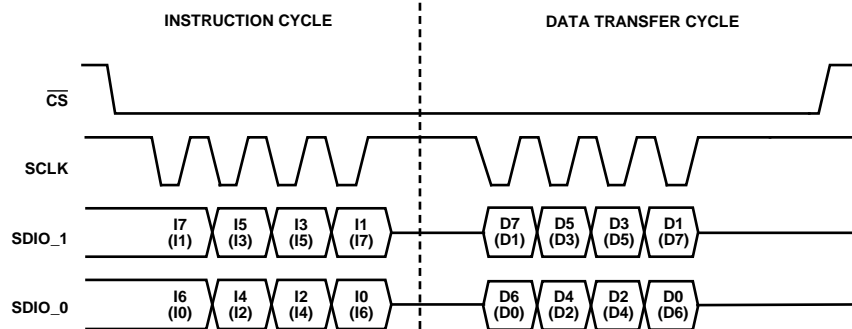 INSTRUCTION CYCLE DATA TRANSFER CYCLE
CS
SCLK
SDIO_1 I7 I5 I3 I1 D7 D5 D3 D1
(I1) (I3) (I5) (I7) (D1) (D3) (D5) (D7)
SDIO_0 I6 I4 I2 I0 D6 D4 D2 D0
(I0) (I2) (I4) (I6) (D0) (D2) (D4) (D6)